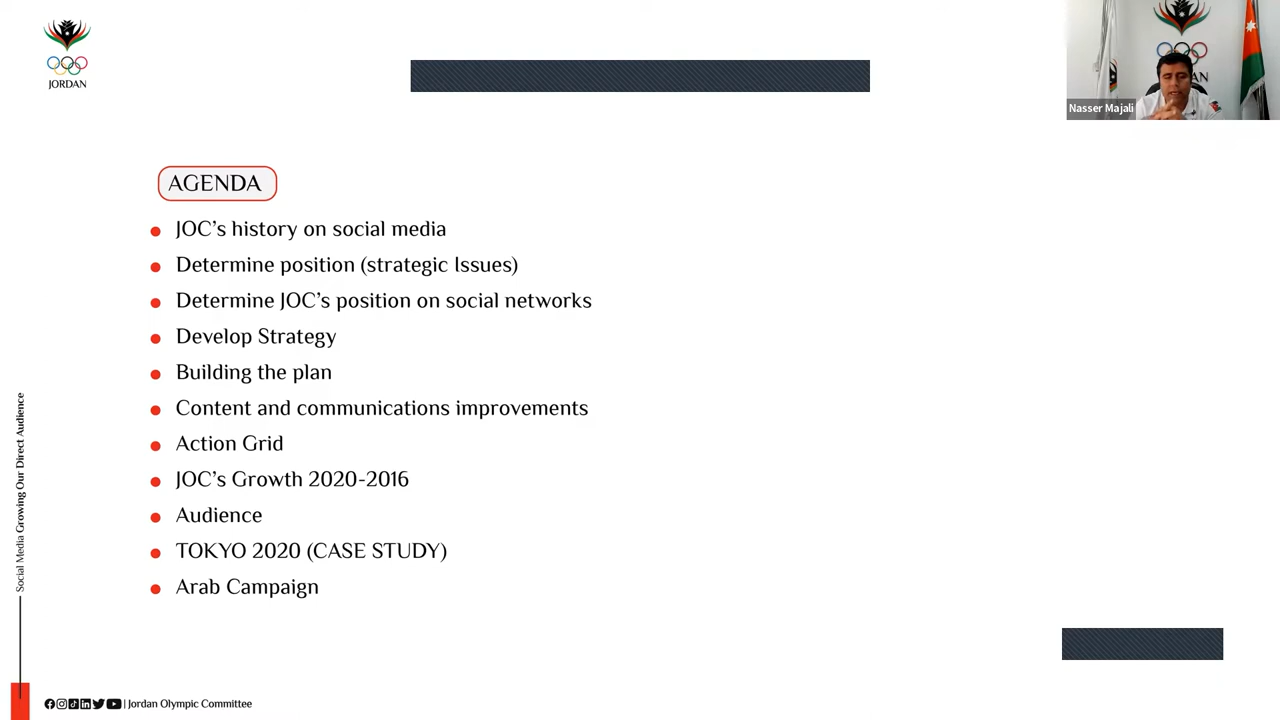 JORDAN
Nasser Majali
AGENDA
JOC's history on social media
Determine position (strategic Issues)
Determine JOC's position on social networks
Develop Strategy
Building the plan
Content and communications improvements
Action Grid
JOC's Growth 2020-2016
Audience
TOKYO 2020 (CASE STUDY)
Arab Campaign
Social Media Growing Our Direct Audience
| Jordan Olympic Committee